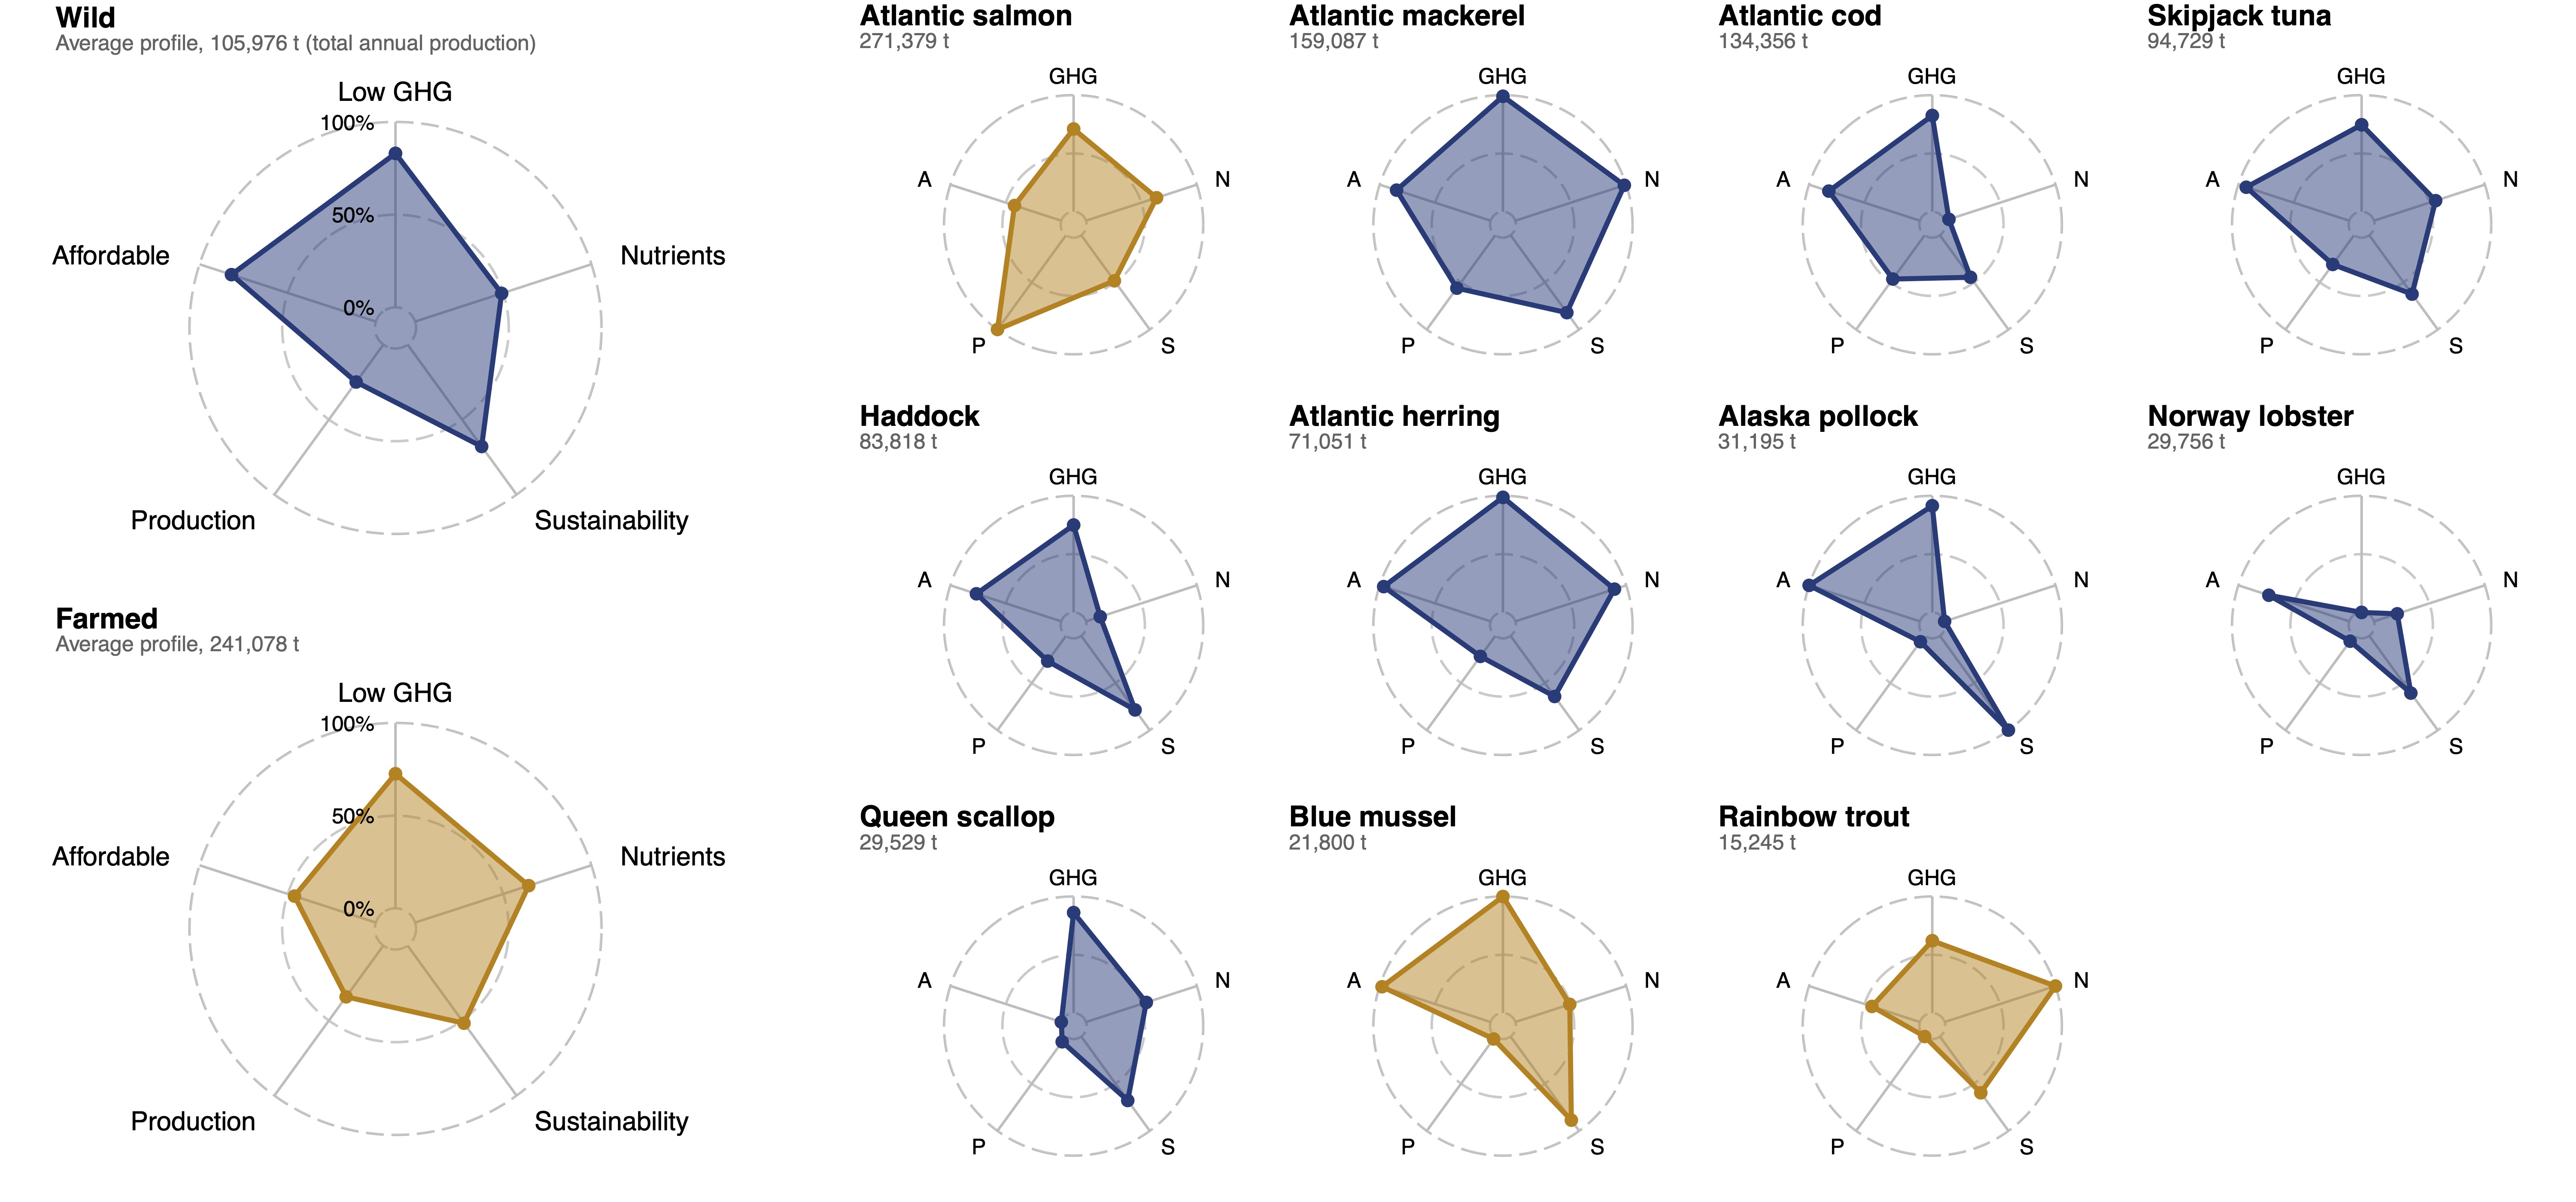 Wild
Average profile, 105,976 t (total annual production)
Low GHG
100%
50%
0%
Affordable
Nutrients
Production
Sustainability
Farmed
Average profile, 241,078 t
Low GHG
100%
50%
0%
Affordable
Nutrients
Production
Sustainability
Atlantic salmon
271,379 t
GHG
A
N
P
S
Atlantic mackerel
159,087 t
GHG
A
N
P
S
Atlantic cod
134,356 t
GHG
A
N
P
S
Skipjack tuna
94,729 t
GHG
A
N
P
S
Haddock
83,818 t
GHG
A
N
P
S
Atlantic herring
71,051 t
GHG
A
N
P
S
Alaska pollock
31,195 t
GHG
A
N
P
S
Norway lobster
29,756 t
GHG
A
N
P
S
Queen scallop
29,529 t
GHG
A
N
P
S
Blue mussel
21,800 t
GHG
A
N
P
S
Rainbow trout
15,245 t
GHG
A
N
P
S